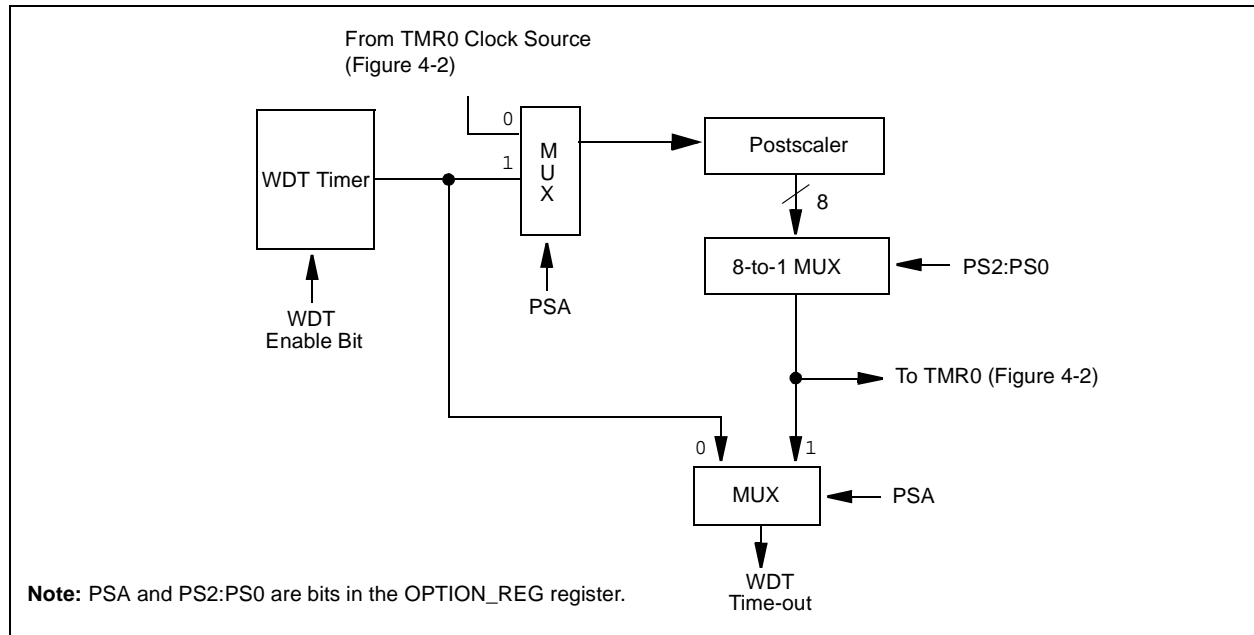 From TMR0 Clock Source
(Figure 4-2)
0
1
M
U
X
WDT Timer
Postscaler
8
8-to-1 MUX
PS2:PS0
PSA
WDT
Enable Bit
To TMR0 (Figure 4-2)
0
1
MUX
PSA
WDT
Time-out
Note: PSA and PS2:PS0 are bits in the OPTION_REG register.